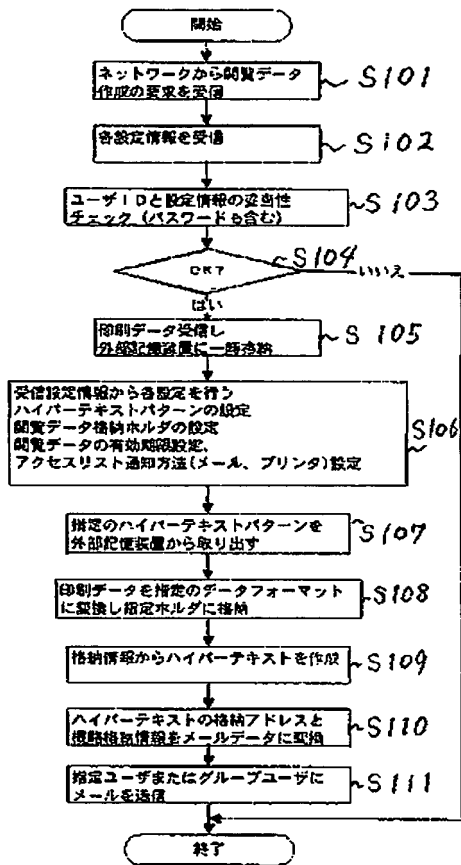 開始
ネットワークから閲覧データ
作成の要求を受信
S101
各設定情報を受信
S102
ユーザIDと設定情報の妥当性
チェック(パスワードも含む)
S103
OK?
S104
いいえ
はい
印刷データ受信し
外部記憶装置に一時格納
S105
受信設定情報から各設定を行う
ハイパーテキストパターンの設定
閲覧データ格納ホルダの設定
閲覧データの有効期限設定、
アクセスリスト通知方法(メール、プリンタ)設定
S106
指定のハイパーテキストパターンを
外部記憶装置から取り出す
S107
印刷データを指定のデータフォーマット
に変換し指定ホルダに格納
S108
格納情報からハイパーテキストを作成
S109
ハイパーテキストの格納アドレスと
概略格納情報をメールデータに変換
S110
指定ユーザまたはグループユーザに
メールを送信
S111
終了